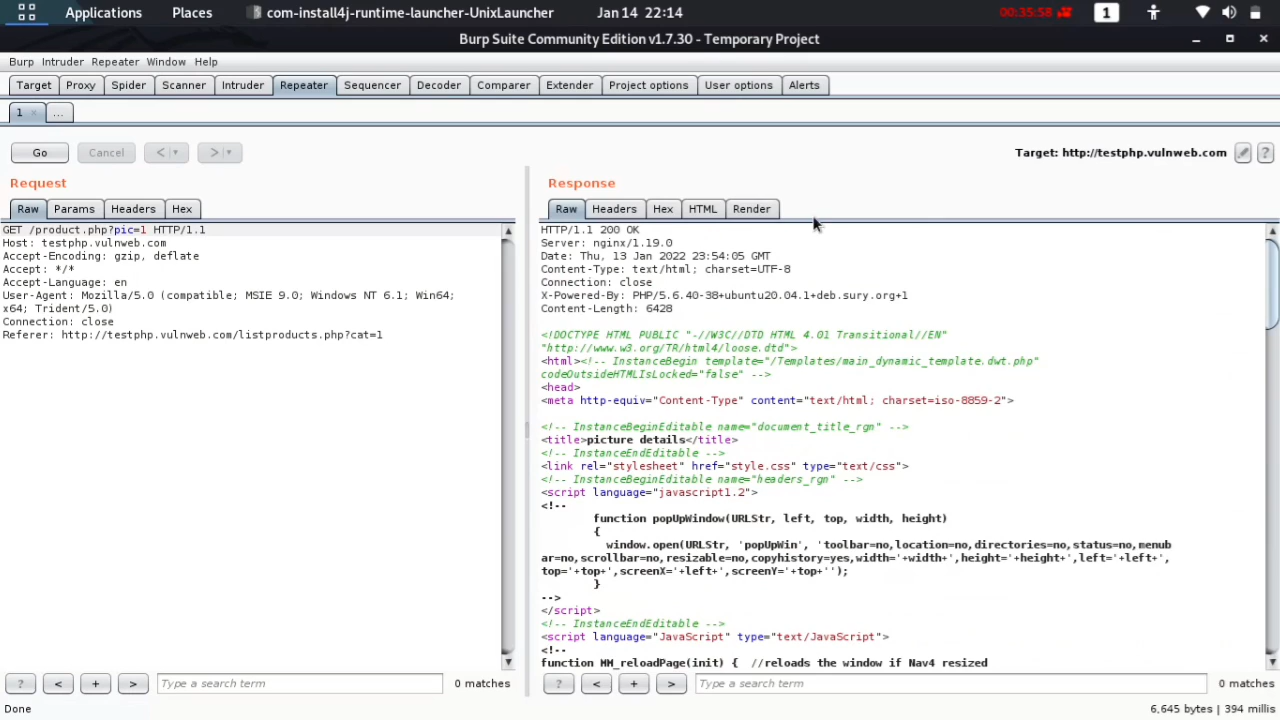 Applications Places com-install4j-runtime-launcher-UnixLauncher Jan 14 22:14 00:35:58 1
Burp Suite Community Edition v1.7.30 - Temporary Project
Burp Intruder Repeater Window Help
Target Proxy Spider Scanner Intruder Repeater Sequencer Decoder Comparer Extender Project options User options Alerts
1 × ...
Go Cancel < > Target: http://testphp.vulnweb.com ?
Request
Raw Params Headers Hex
GET /product.php?pic=1 HTTP/1.1
Host: testphp.vulnweb.com
Accept-Encoding: gzip, deflate
Accept: */*
Accept-Language: en
User-Agent: Mozilla/5.0 (compatible; MSIE 9.0; Windows NT 6.1; Win64;
x64; Trident/5.0)
Connection: close
Referer: http://testphp.vulnweb.com/listproducts.php?cat=1
? < + > Type a search term 0 matches
Response
Raw Headers Hex HTML Render
HTTP/1.1 200 OK
Server: nginx/1.19.0
Date: Thu, 13 Jan 2022 23:54:05 GMT
Content-Type: text/html; charset=UTF-8
Connection: close
X-Powered-By: PHP/5.6.40-38+ubuntu20.04.1+deb.sury.org+1
Content-Length: 6428
<!DOCTYPE HTML PUBLIC "-//W3C//DTD HTML 4.01 Transitional//EN"
"http://www.w3.org/TR/html4/loose.dtd">
<html><!-- InstanceBegin template="/Templates/main_dynamic_template.dwt.php"
codeOutsideHTMLIsLocked="false" -->
<head>
<meta http-equiv="Content-Type" content="text/html; charset=iso-8859-2">
<!-- InstanceBeginEditable name="document_title_rgn" -->
<title>picture details</title>
<!-- InstanceEndEditable -->
<link rel="stylesheet" href="style.css" type="text/css">
<!-- InstanceBeginEditable name="headers_rgn" -->
<script language="javascript1.2">
<!--
function popUpWindow(URLStr, left, top, width, height)
{
window.open(URLStr, 'popUpWin', 'toolbar=no,location=no,directories=no,status=no,menub
ar=no,scrollbar=no,resizable=no,copyhistory=yes,width='+width+',height='+height+',left='+left+',
top='+top+',screenX='+left+',screenY='+top+'');
}
-->
</script>
<!-- InstanceEndEditable -->
<script language="JavaScript" type="text/JavaScript">
<!--
function MM_reloadPage(init) { //reloads the window if Nav4 resized
? < + > Type a search term 0 matches
Done 6,645 bytes | 394 millis